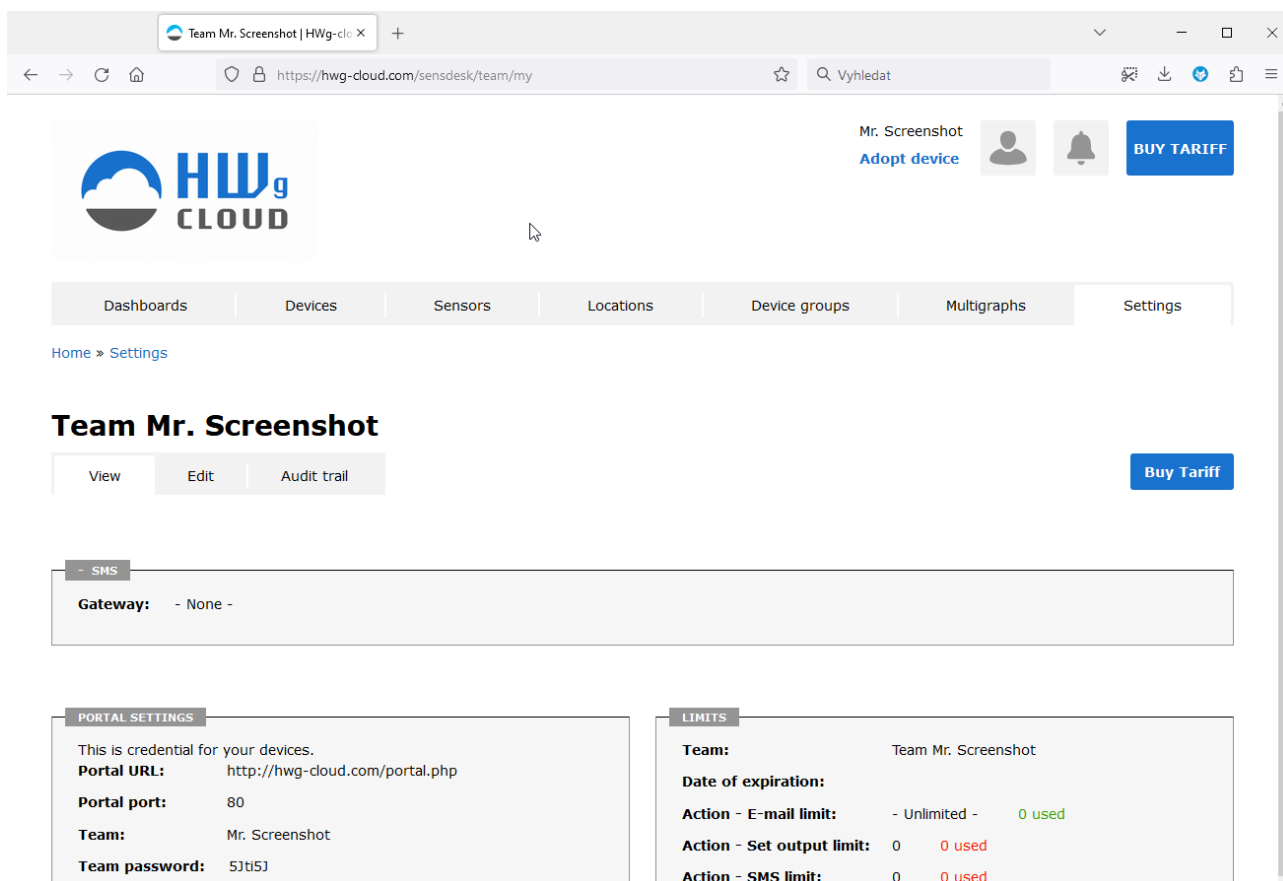 Team Mr. Screenshot | HWg-clo
https://hwg-cloud.com/sensdesk/team/my
Vyhledat
HWg
CLOUD
Mr. Screenshot
Adopt device
BUY TARIFF
Dashboards Devices Sensors Locations Device groups Multigraphs Settings
Home » Settings
Team Mr. Screenshot
View Edit Audit trail
Buy Tariff
- SMS
Gateway: - None -
PORTAL SETTINGS
This is credential for your devices.
Portal URL: http://hwg-cloud.com/portal.php
Portal port: 80
Team: Mr. Screenshot
Team password: 5Jti5J
LIMITS
Team: Team Mr. Screenshot
Date of expiration:
Action - E-mail limit: - Unlimited - 0 used
Action - Set output limit: 0 0 used
Action - SMS limit: 0 0 used